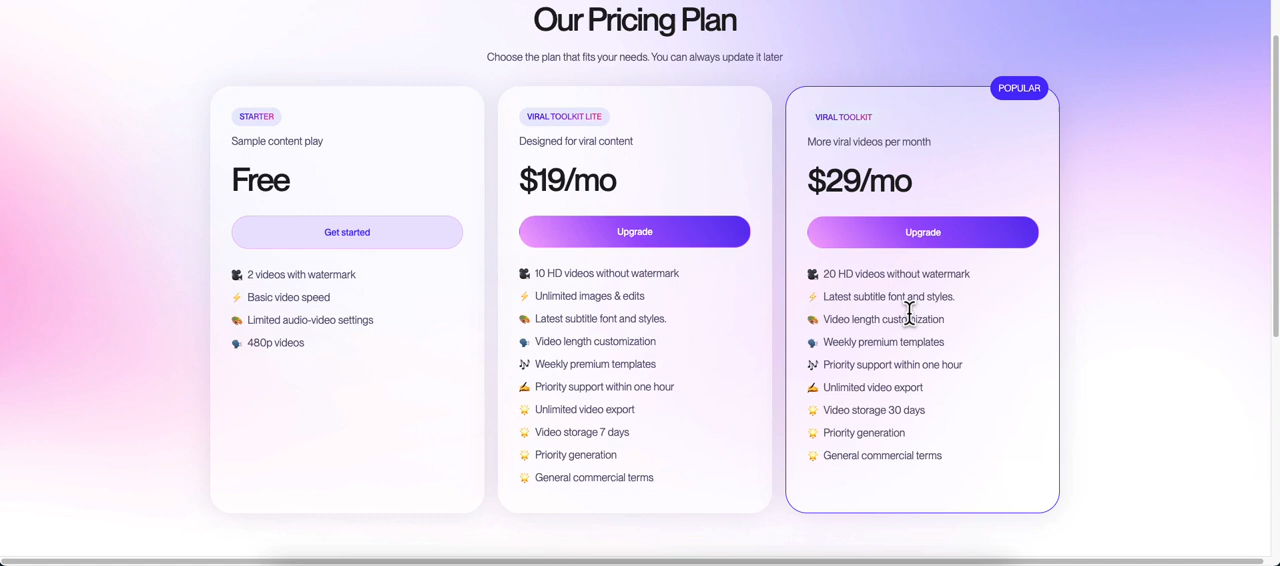 Our Pricing Plan
Choose the plan that fits your needs. You can always update it later
STARTER
Sample content play
Free
Get started
2 videos with watermark
Basic video speed
Limited audio-video settings
480p videos
VIRAL TOOLKIT LITE
Designed for viral content
$19/mo
Upgrade
10 HD videos without watermark
Unlimited images & edits
Latest subtitle font and styles.
Video length customization
Weekly premium templates
Priority support within one hour
Unlimited video export
Video storage 7 days
Priority generation
General commercial terms
POPULAR
VIRAL TOOLKIT
More viral videos per month
$29/mo
Upgrade
20 HD videos without watermark
Latest subtitle font and styles.
Video length customization
Weekly premium templates
Priority support within one hour
Unlimited video export
Video storage 30 days
Priority generation
General commercial terms